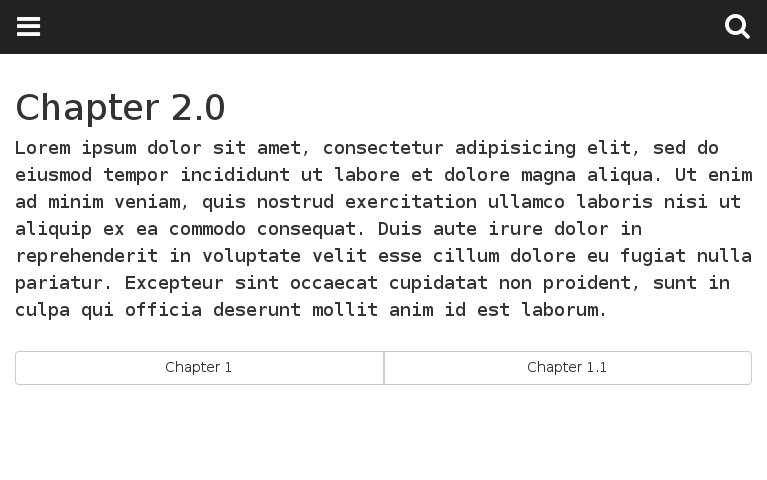 Chapter 2.0
Lorem ipsum dolor sit amet, consectetur adipisicing elit, sed do
eiusmod tempor incididunt ut labore et dolore magna aliqua. Ut enim
ad minim veniam, quis nostrud exercitation ullamco laboris nisi ut
aliquip ex ea commodo consequat. Duis aute irure dolor in
reprehenderit in voluptate velit esse cillum dolore eu fugiat nulla
pariatur. Excepteur sint occaecat cupidatat non proident, sunt in
culpa qui officia deserunt mollit anim id est laborum.
Chapter 1
Chapter 1.1